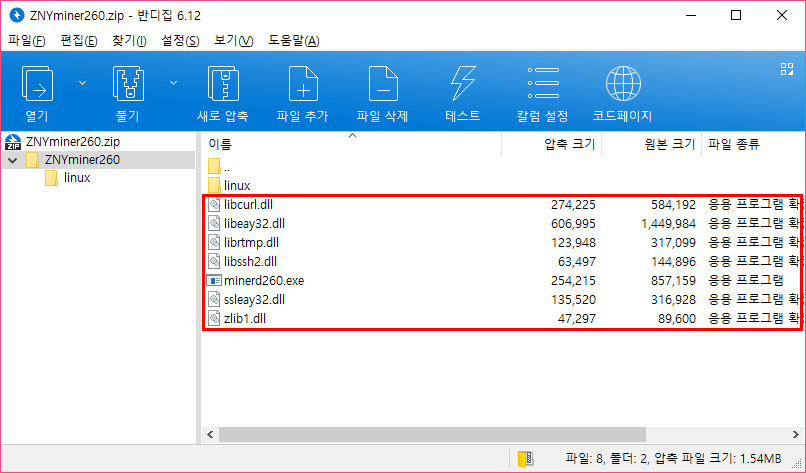 ZNYminer260.zip - 반디집 6.12
파일(F) 편집(E) 찾기(I) 설정(S) 보기(V) 도움말(A)
열기 풀기 새로 압축 파일 추가 파일 삭제 테스트 칼럼 설정 코드페이지
ZIP ZNYminer260.zip
ZNYminer260
linux
이름 압축 크기 원본 크기 파일 종류
..
linux
libcurl.dll 274,225 584,192 응용 프로그램 확
libeay32.dll 606,995 1,449,984 응용 프로그램 확
librtmp.dll 123,948 317,099 응용 프로그램 확
libssh2.dll 63,497 144,896 응용 프로그램 확
minerd260.exe 254,215 857,159 응용 프로그램
ssleay32.dll 135,520 316,928 응용 프로그램 확
zlib1.dll 47,297 89,600 응용 프로그램 확
파일: 8, 폴더: 2, 압축 파일 크기: 1.54MB